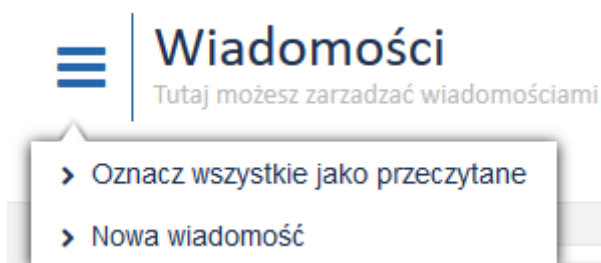 Wiadomości
Tutaj możesz zarzadzać wiadomościami
Oznacz wszystkie jako przeczytane
Nowa wiadomość